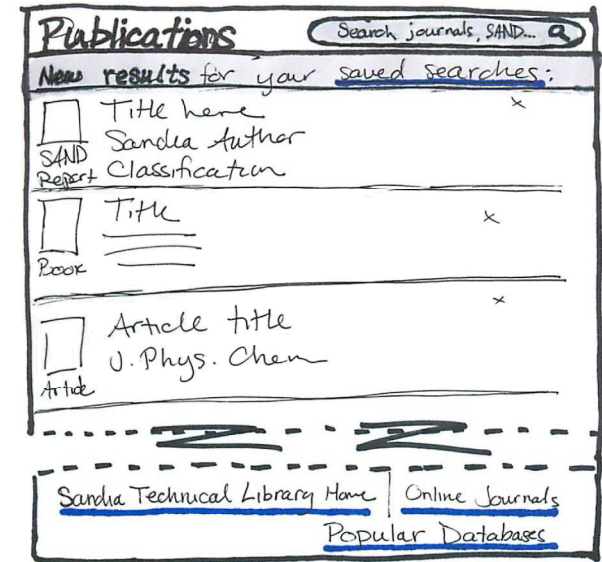 Publications
Search journals, SAND...
New results for your saved searches:
Title here
x
Sandia Author
SAND
Report
Classification
Title
x
Book
x
Article title
J. Phys. Chem
Article
Sandia Technical Library Home
Online Journals
Popular Databases